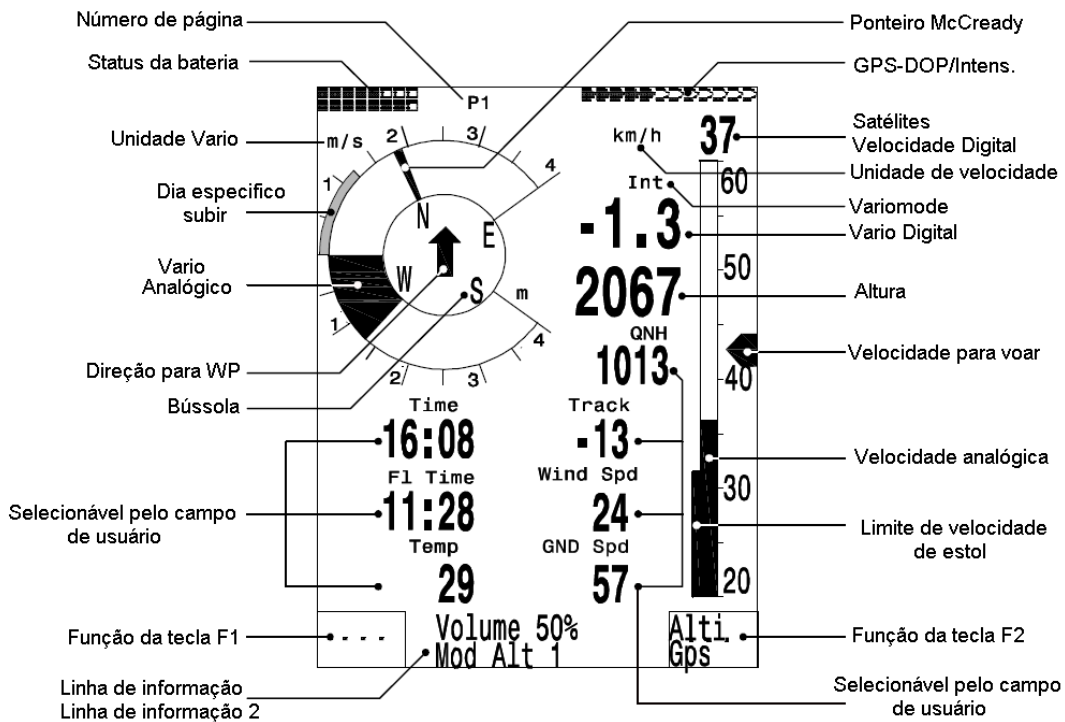 Número de página
Ponteiro McCready
Status da bateria
GPS-DOP/Intens.
P1
Unidade Vario
m/s
2
3
4
1
km/h
37
Satélites
Velocidade Digital
Unidade de velocidade
60
Int
Variomode
Dia especifico
subir
N
E
-1.3
Vario Digital
Vario
Analógico
W
S
m
50
2067
Altura
1
4
QNH
1013
Velocidade para voar
Direção para WP
2
3
40
Bússola
Time
16:08
Track
-13
Fl Time
11:28
Wind Spd
24
Velocidade analógica
30
Selecionável pelo campo
de usuário
Temp
29
GND Spd
57
Limite de velocidade
de estol
20
Função da tecla F1
----
Volume 50%
Mod Alt 1
Alti.
Gps
Função da tecla F2
Linha de informação
Linha de informação 2
Selecionável pelo campo
de usuário